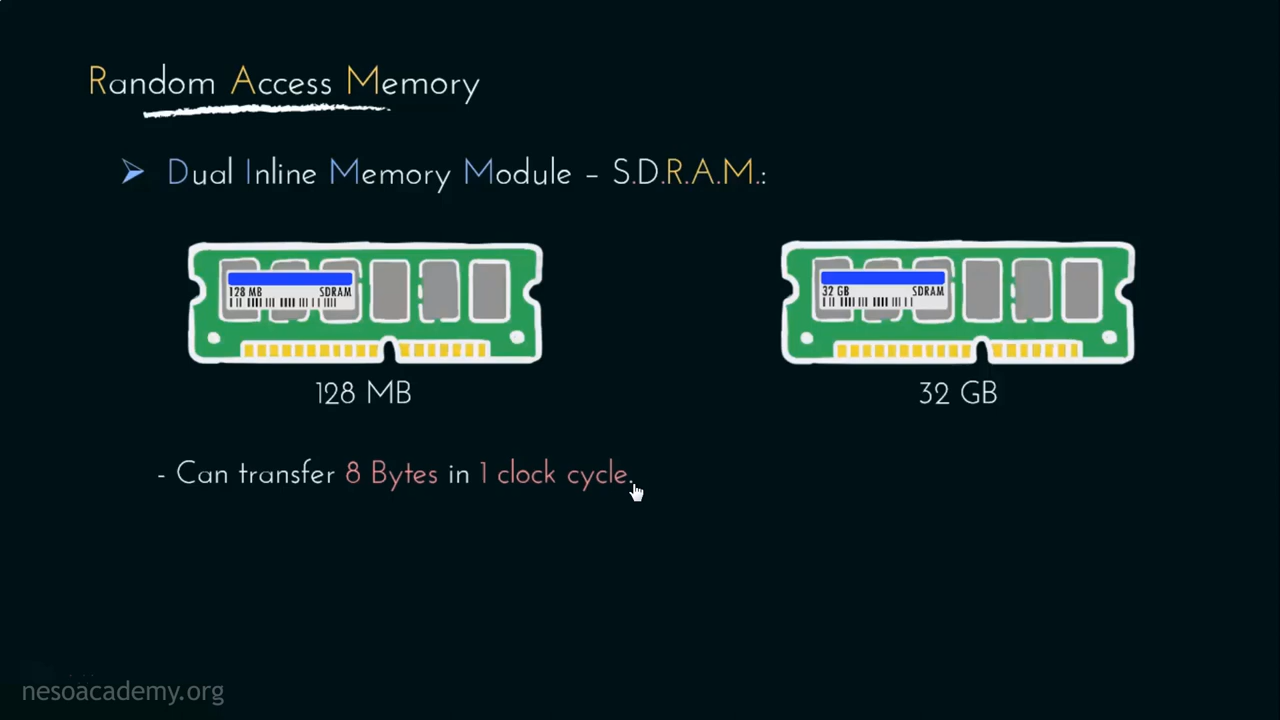 Random Access Memory
➤ Dual Inline Memory Module – S.D.R.A.M.:
128 MB SDRAM
32 GB SDRAM
128 MB
32 GB
- Can transfer 8 Bytes in 1 clock cycle.
nesoacademy.org